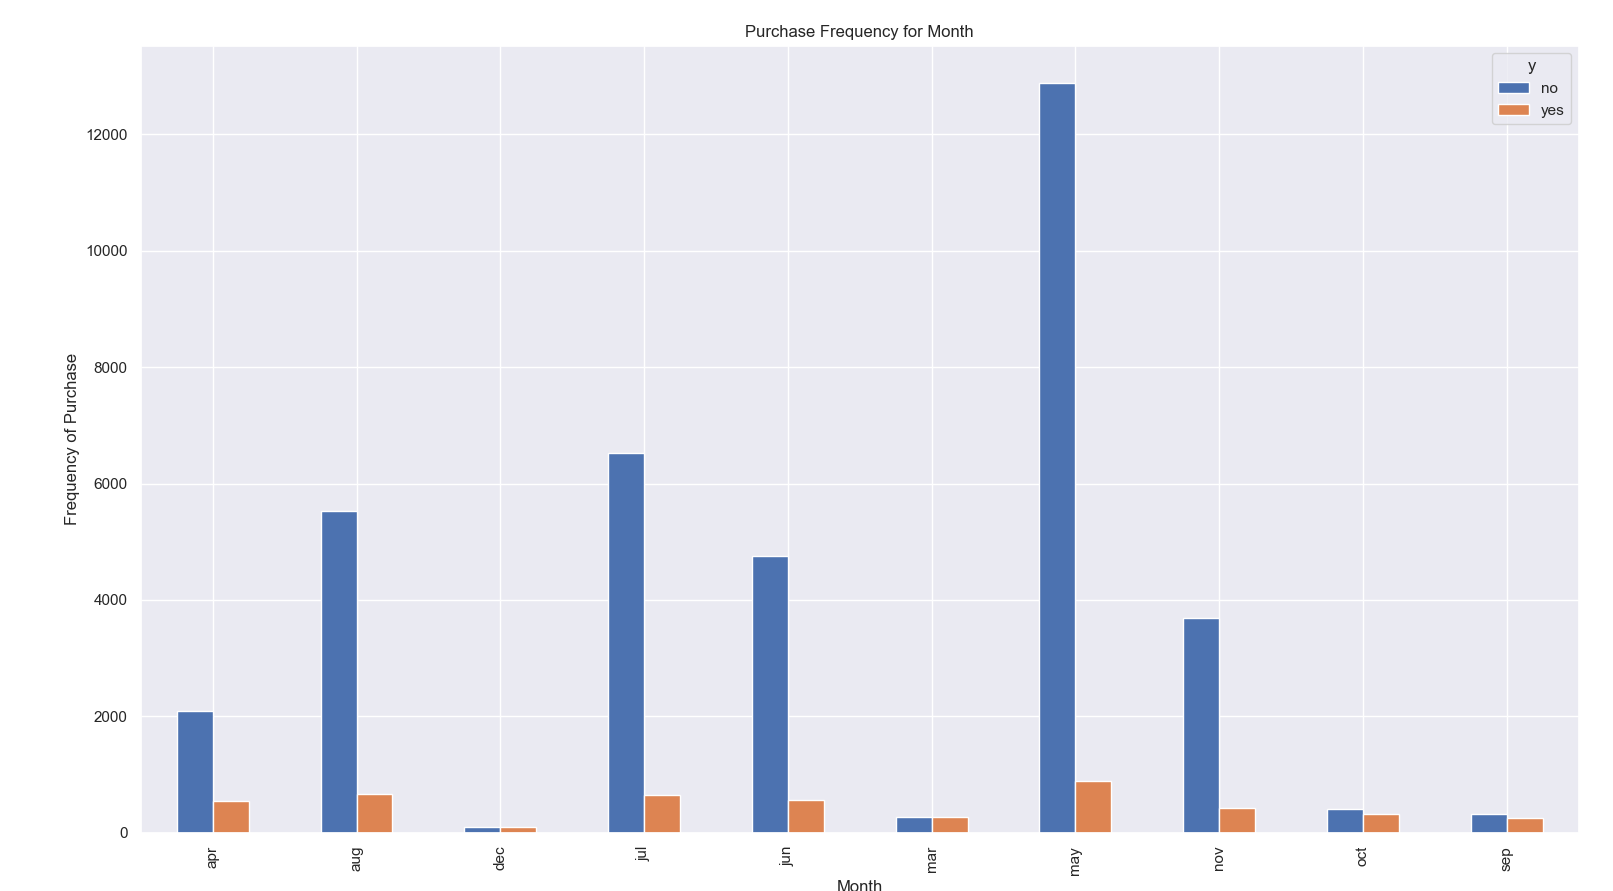 Purchase Frequency for Month
y
no
yes
12000
10000
8000
6000
4000
2000
0
Frequency of Purchase
apr
aug
dec
jul
jun
mar
may
nov
oct
sep
Month